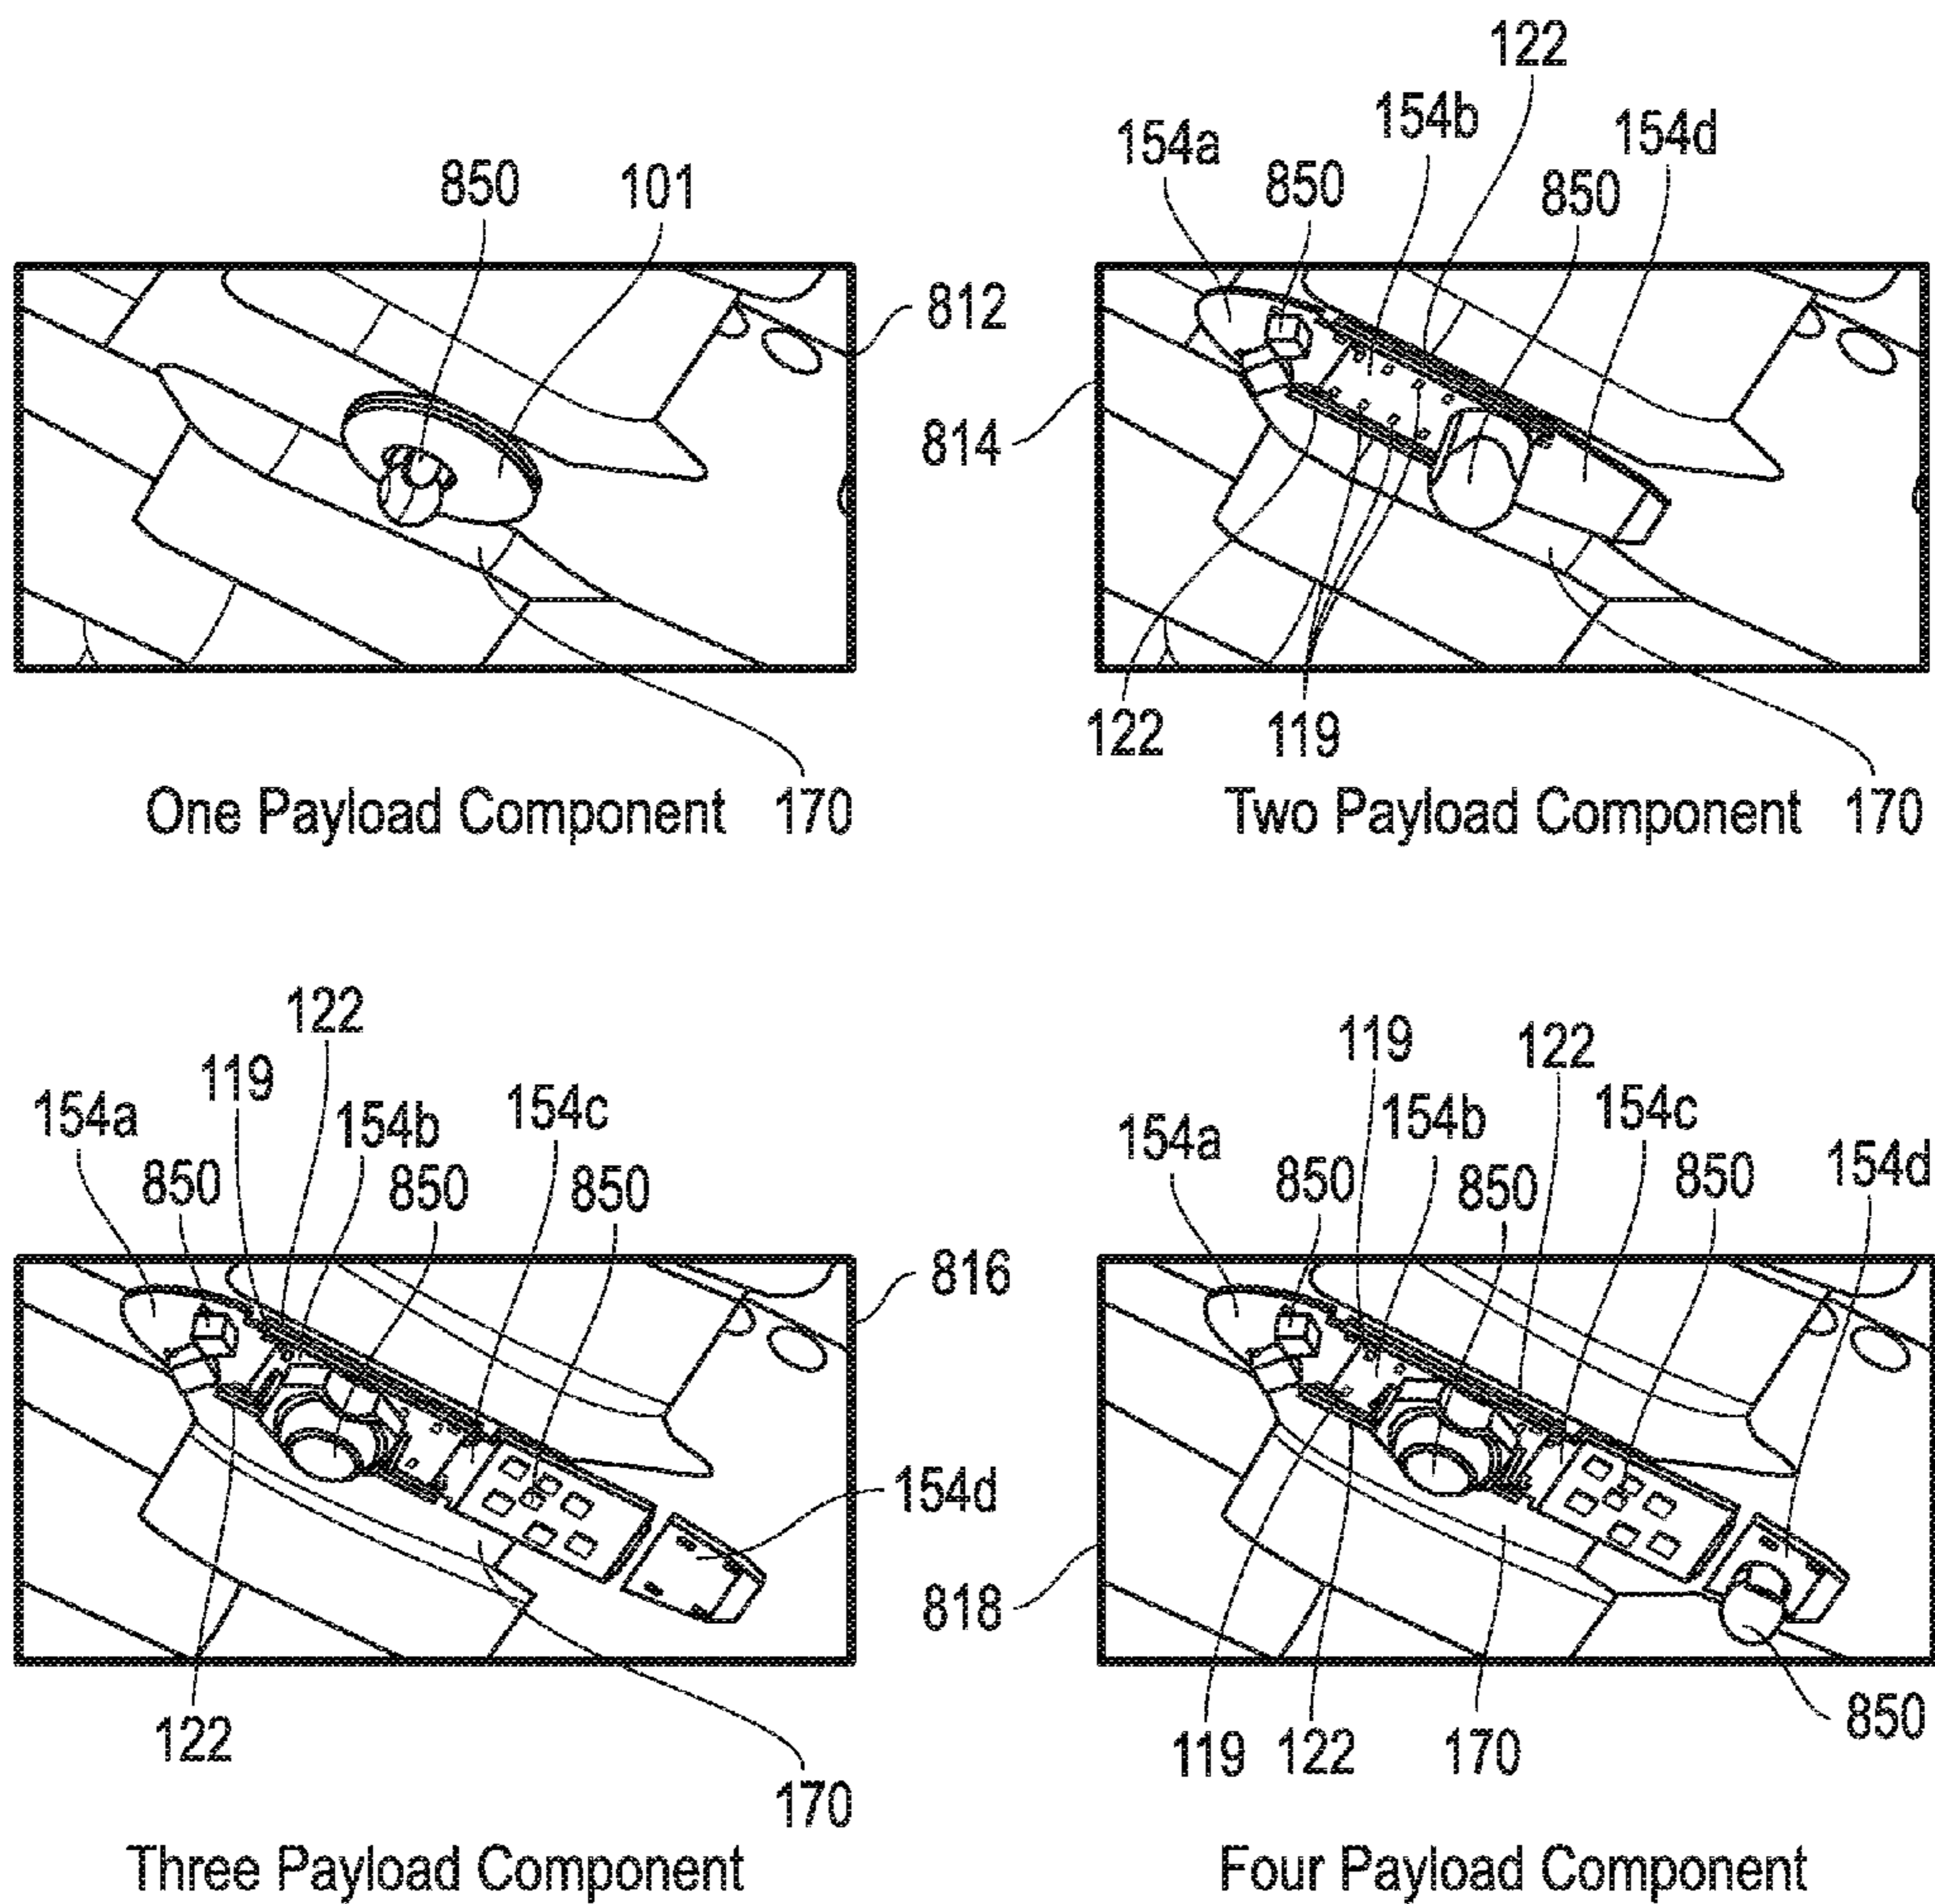 122
154b
154a
154d
850
101
850
850
812
814
122
119
One Payload Component
170
Two Payload Component
170
122
119
122
119
154c
154b
154c
154a
154b
154a
154d
850
850
850
850
850
850
816
154d
818
850
122
119
122
170
170
Three Payload Component
Four Payload Component